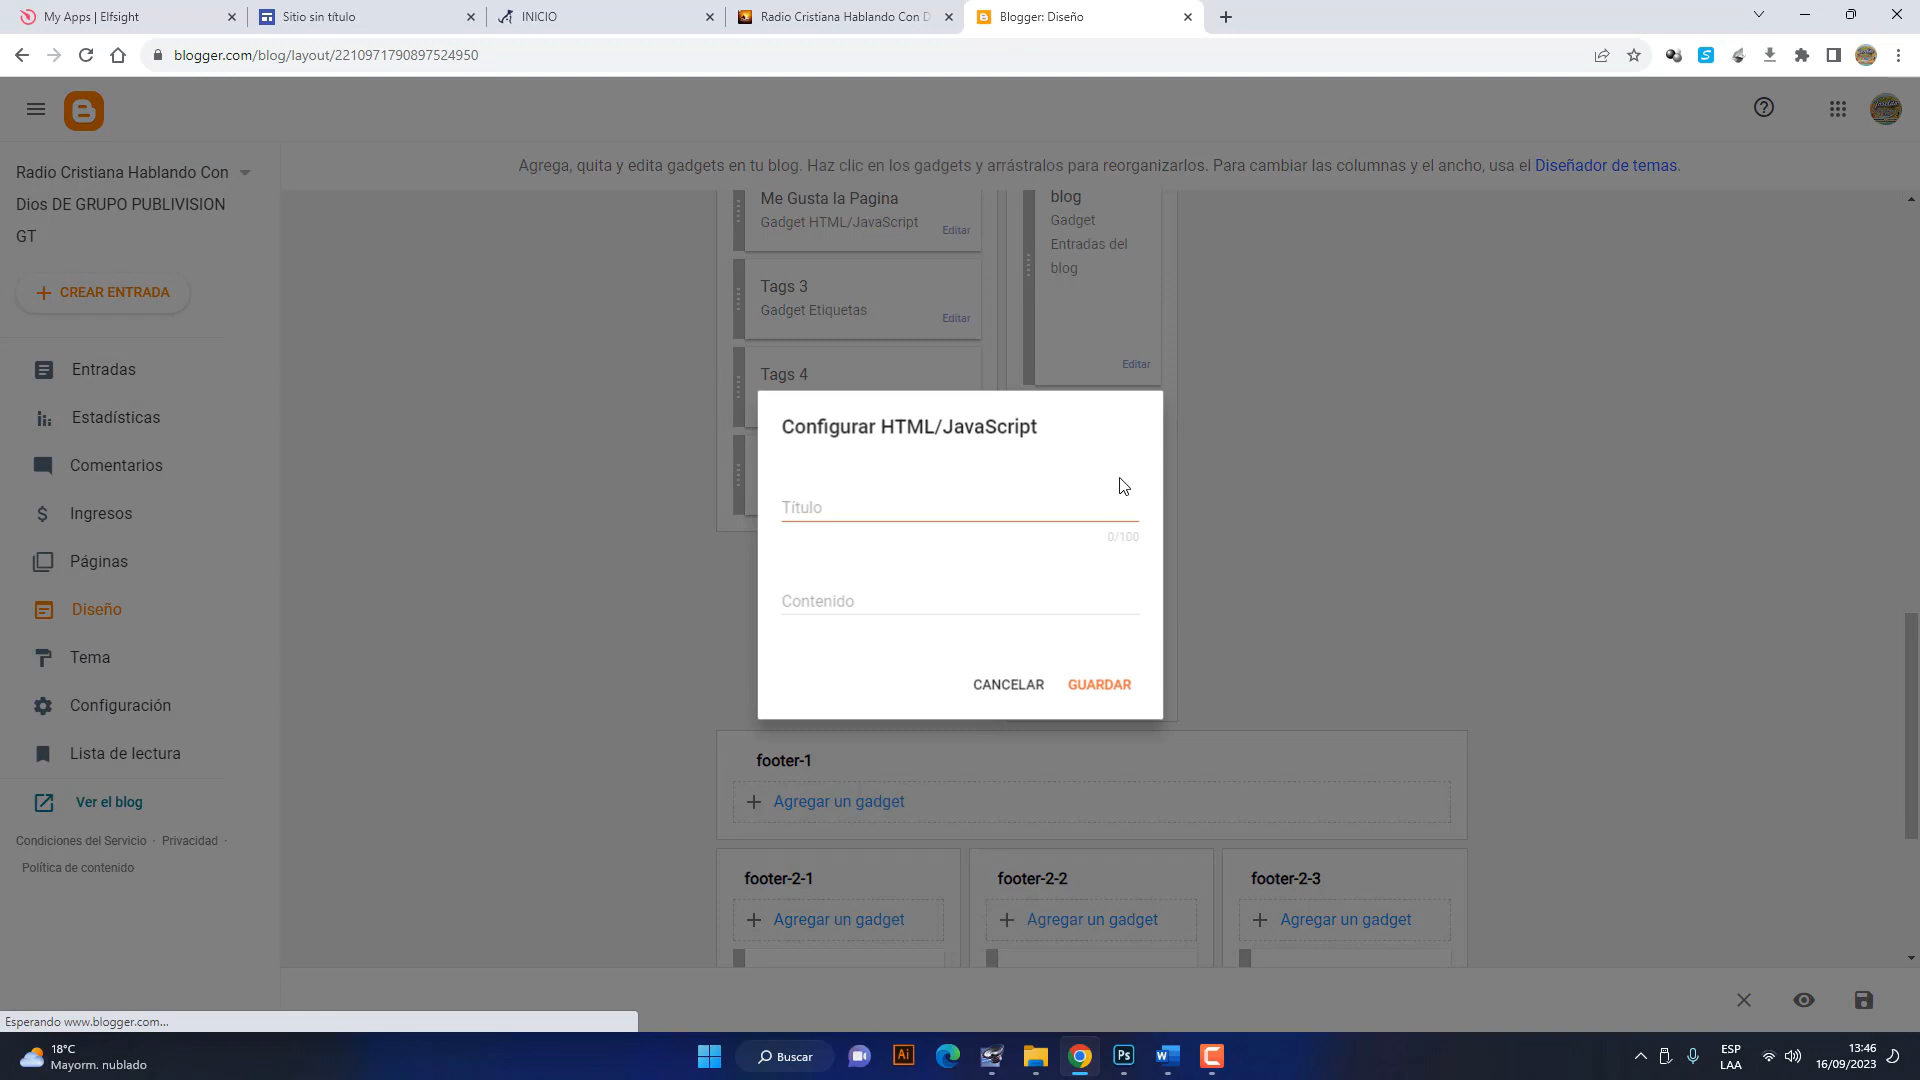 My Apps | Elfsight
Sitio sin título
INICIO
Radio Cristiana Hablando Con D
Blogger: Diseño
blogger.com/blog/layout/2210971790897524950
Radio Cristiana Hablando Con
Dios DE GRUPO PUBLIVISION
GT
Agrega, quita y edita gadgets en tu blog. Haz clic en los gadgets y arrástralos para reorganizarlos. Para cambiar las columnas y el ancho, usa el Diseñador de temas.
CREAR ENTRADA
Entradas
Estadísticas
Comentarios
Ingresos
Páginas
Diseño
Tema
Configuración
Lista de lectura
Ver el blog
Condiciones del Servicio · Privacidad ·
Política de contenido
Me Gusta la Pagina
Gadget HTML/JavaScript
Editar
Tags 3
Gadget Etiquetas
Editar
Tags 4
blog
Gadget
Entradas del
blog
Editar
Configurar HTML/JavaScript
Título
0/100
Contenido
CANCELAR
GUARDAR
footer-1
Agregar un gadget
footer-2-1
Agregar un gadget
footer-2-2
Agregar un gadget
footer-2-3
Agregar un gadget
Esperando www.blogger.com...
18°C
Mayorm. nublado
Buscar
ESP
LAA
13:46
16/09/2023